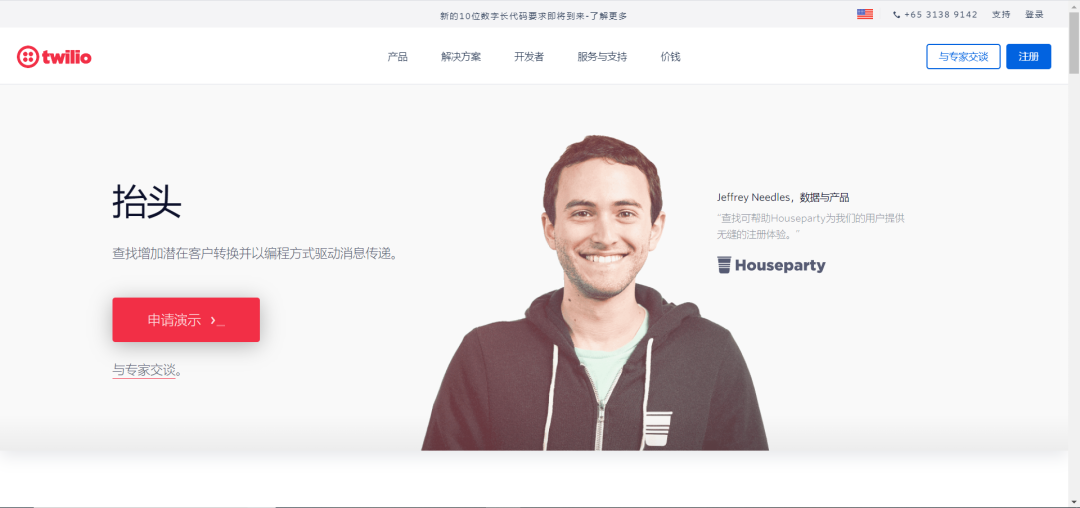 新的10位数字长代码要求即将到来-了解更多
+65 3138 9142 支持 登录
twilio 产品 解决方案 开发者 服务与支持 价钱 与专家交谈 注册
抬头
查找增加潜在客户转换并以编程方式驱动消息传递。
申请演示 ›_
与专家交谈。
Jeffrey Needles，数据与产品
“查找可帮助Houseparty为我们的用户提供
无缝的注册体验。”
Houseparty